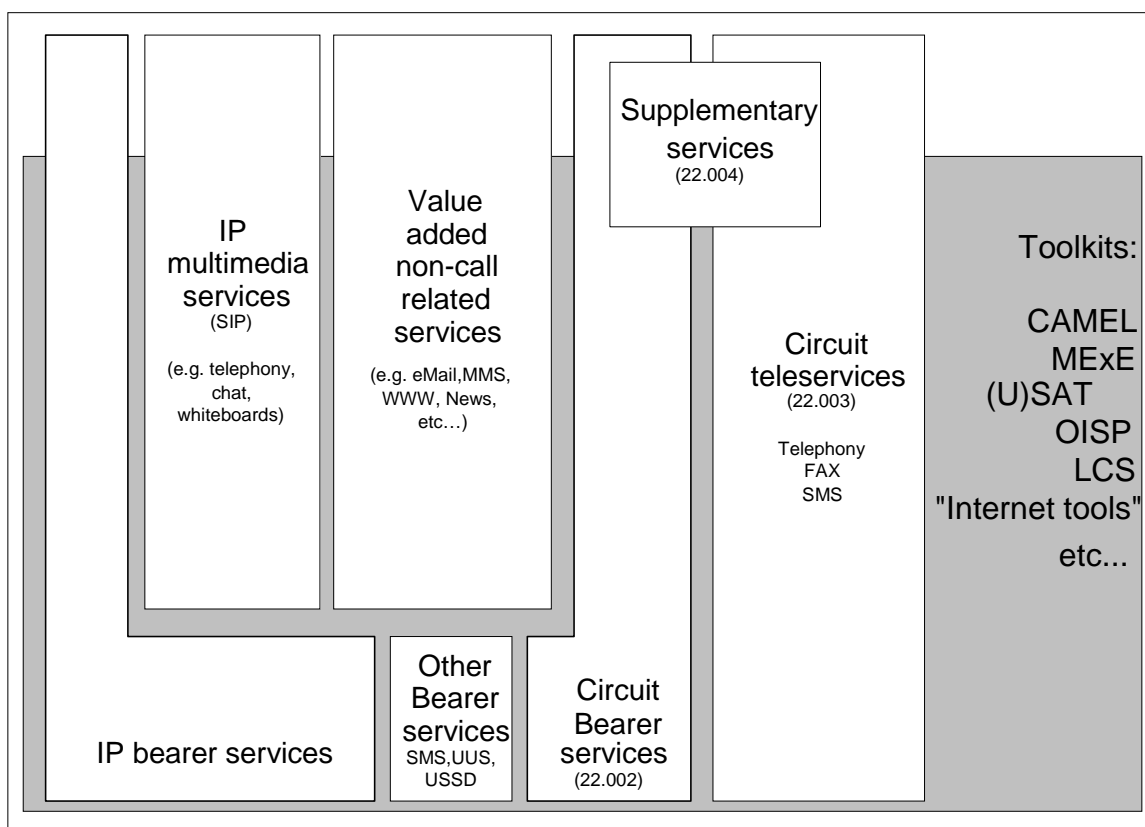 IP
multimedia
services
(SIP)
(e.g. telephony,
chat,
whiteboards)
Value
added
non-call
related
services
(e.g. eMail,MMS,
WWW, News,
etc…)
Supplementary
services
(22.004)
Circuit
teleservices
(22.003)
Telephony
FAX
SMS
Toolkits:
CAMEL
MExE
(U)SAT
OISP
LCS
"Internet tools"
etc...
IP bearer services
Other
Bearer
services
SMS,UUS,
USSD
Circuit
Bearer
services
(22.002)